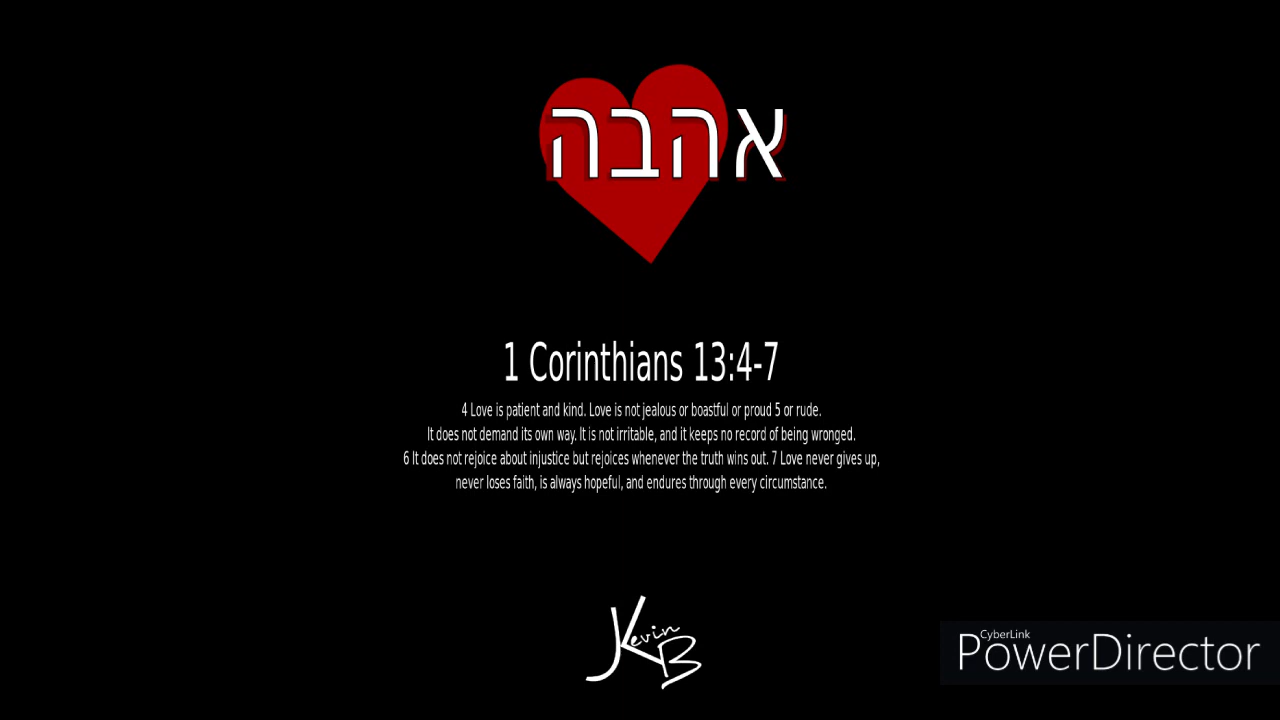 אהבה
1 Corinthians 13:4-7
4 Love is patient and kind. Love is not jealous or boastful or proud 5 or rude.
It does not demand its own way. It is not irritable, and it keeps no record of being wronged.
6 It does not rejoice about injustice but rejoices whenever the truth wins out. 7 Love never gives up,
never loses faith, is always hopeful, and endures through every circumstance.
JKevin B
CyberLink
PowerDirector